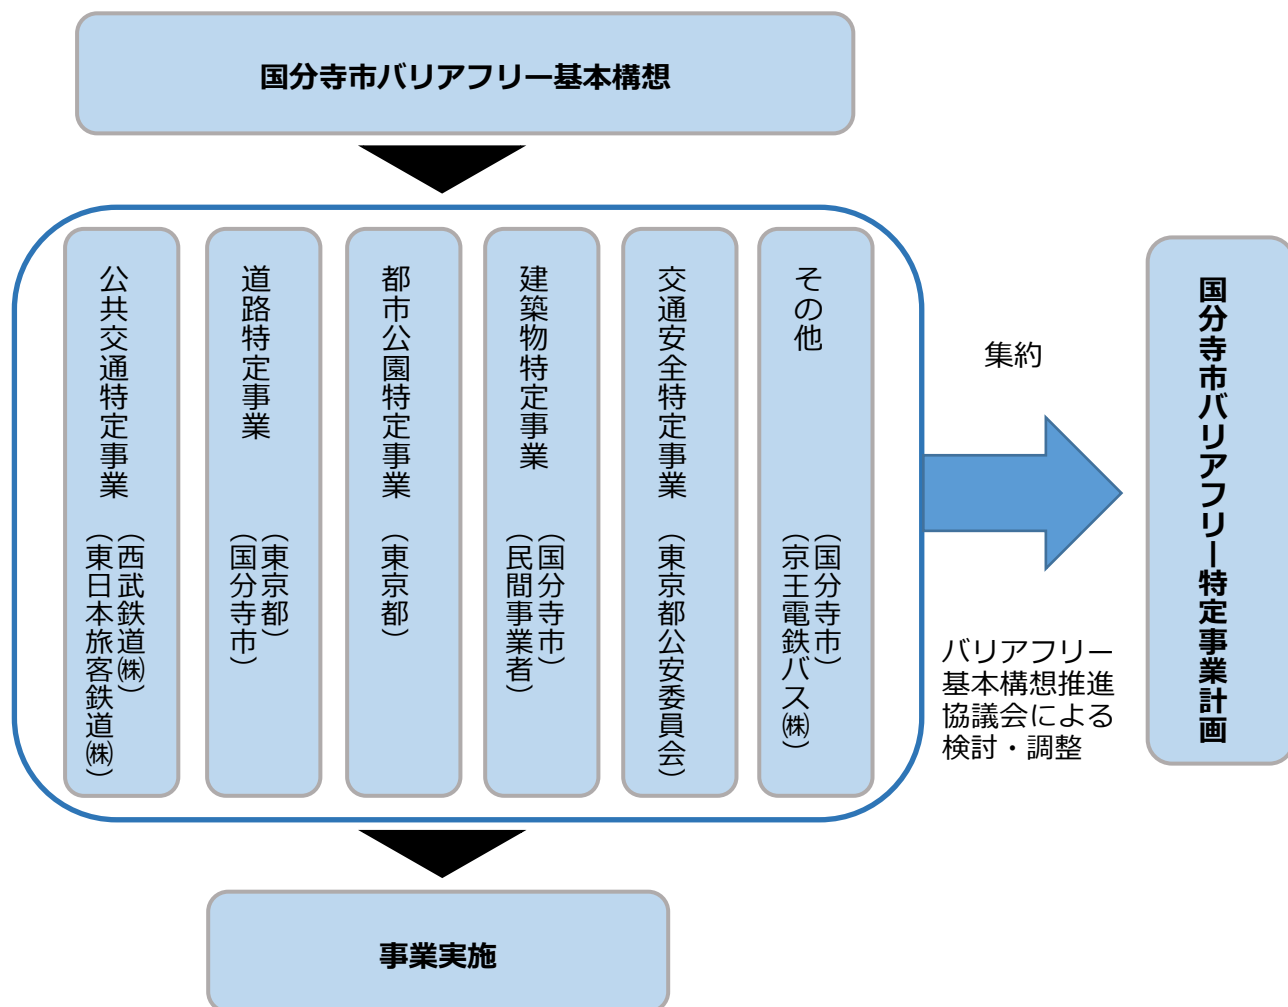 国分寺市バリアフリー基本構想
公共交通特定事業
（西武鉄道㈱）
（東日本旅客鉄道㈱）
道路特定事業
（東京都）
（国分寺市）
都市公園特定事業（東京都）
建築物特定事業
（国分寺市）
（民間事業者）
交通安全特定事業（東京都公安委員会）
その他
（国分寺市）
（京王電鉄バス㈱）
集約
バリアフリー
基本構想推進
協議会による
検討・調整
国分寺市バリアフリー特定事業計画
事業実施